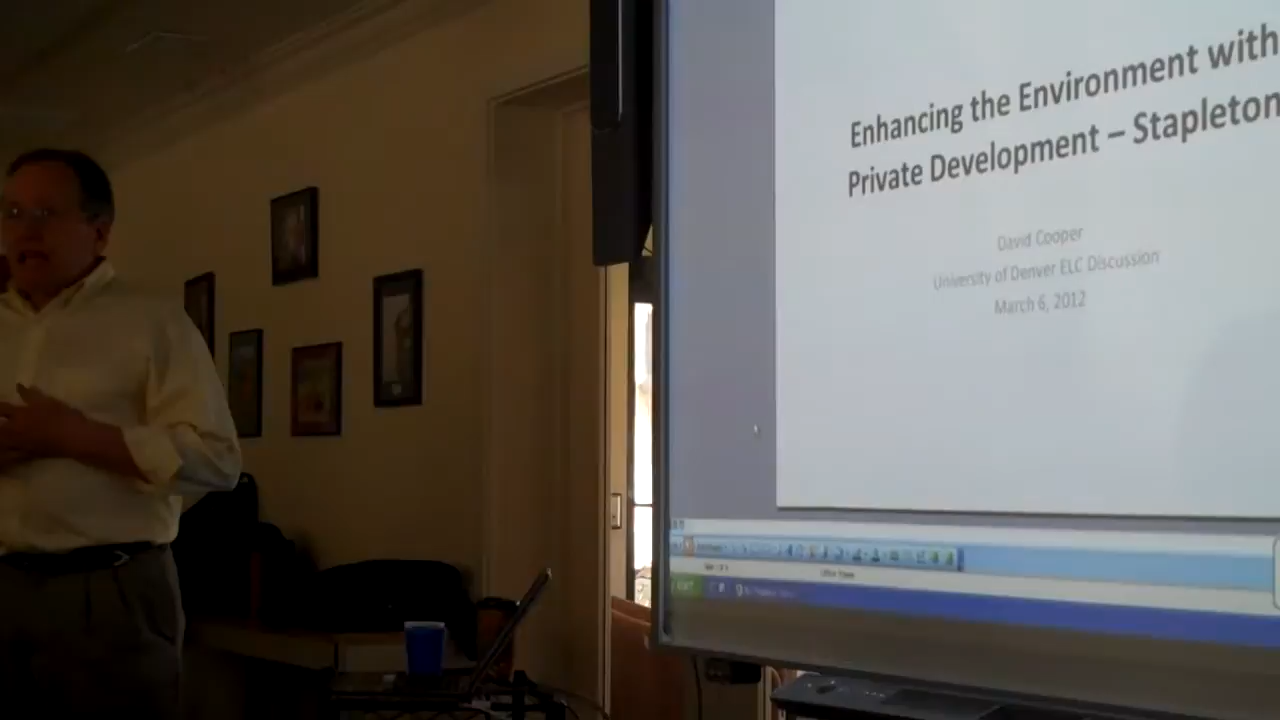 Enhancing the Environment with
Private Development – Stapleton
David Cooper
University of Denver ELC Discussion
March 6, 2012